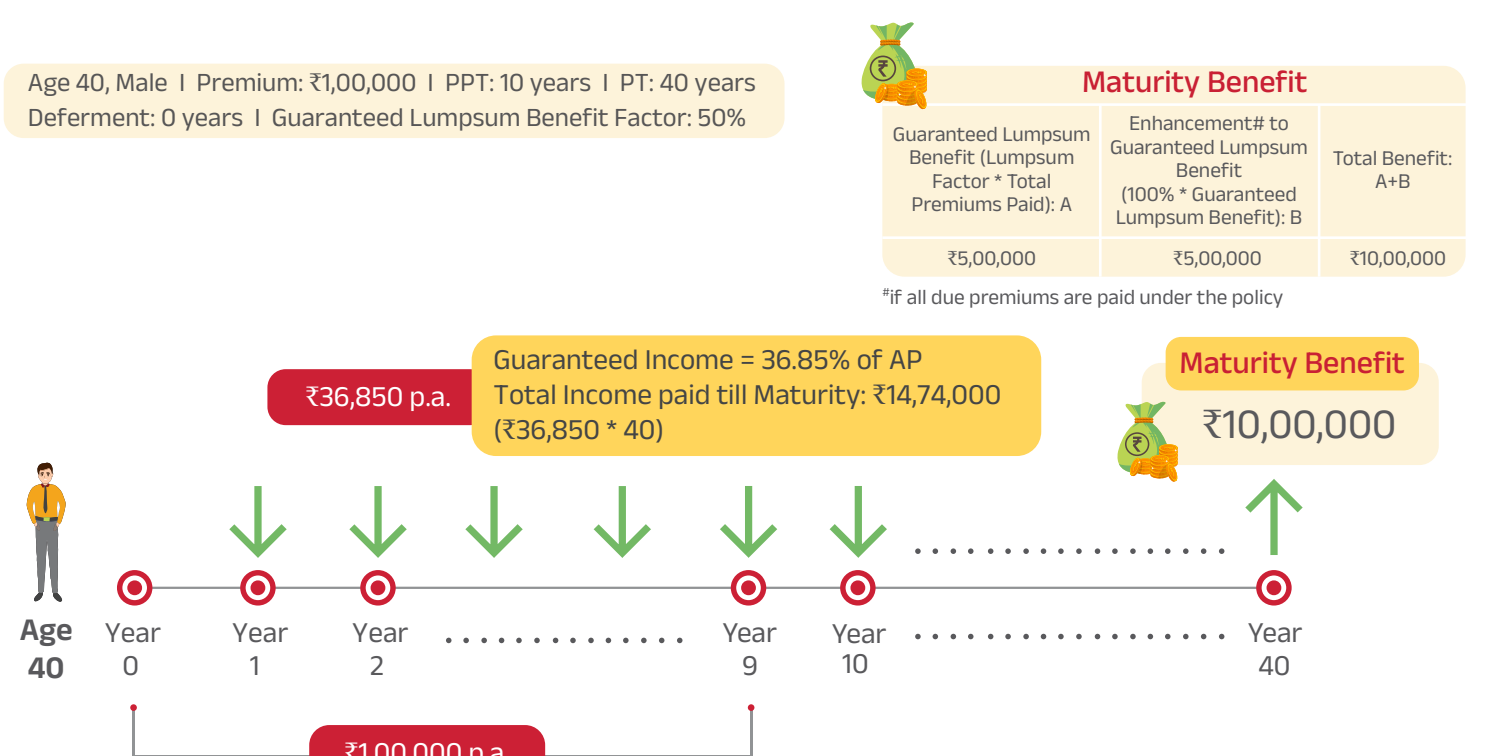 Age 40, Male I Premium: ₹1,00,000 I PPT: 10 years I PT: 40 years
Deferment: 0 years I Guaranteed Lumpsum Benefit Factor: 50%
₹
Maturity Benefit
Guaranteed Lumpsum
Benefit (Lumpsum
Factor * Total
Premiums Paid): A
Enhancement# to
Guaranteed Lumpsum
Benefit
(100% * Guaranteed
Lumpsum Benefit): B
Total Benefit:
A+B
₹5,00,000
₹5,00,000
₹10,00,000
#if all due premiums are paid under the policy
₹36,850 p.a.
Guaranteed Income = 36.85% of AP
Total Income paid till Maturity: ₹14,74,000
(₹36,850 * 40)
Maturity Benefit
₹10,00,000
₹
Age
40
Year
0
Year
1
Year
2
Year
9
Year
10
Year
40
₹1,00,000 p.a.